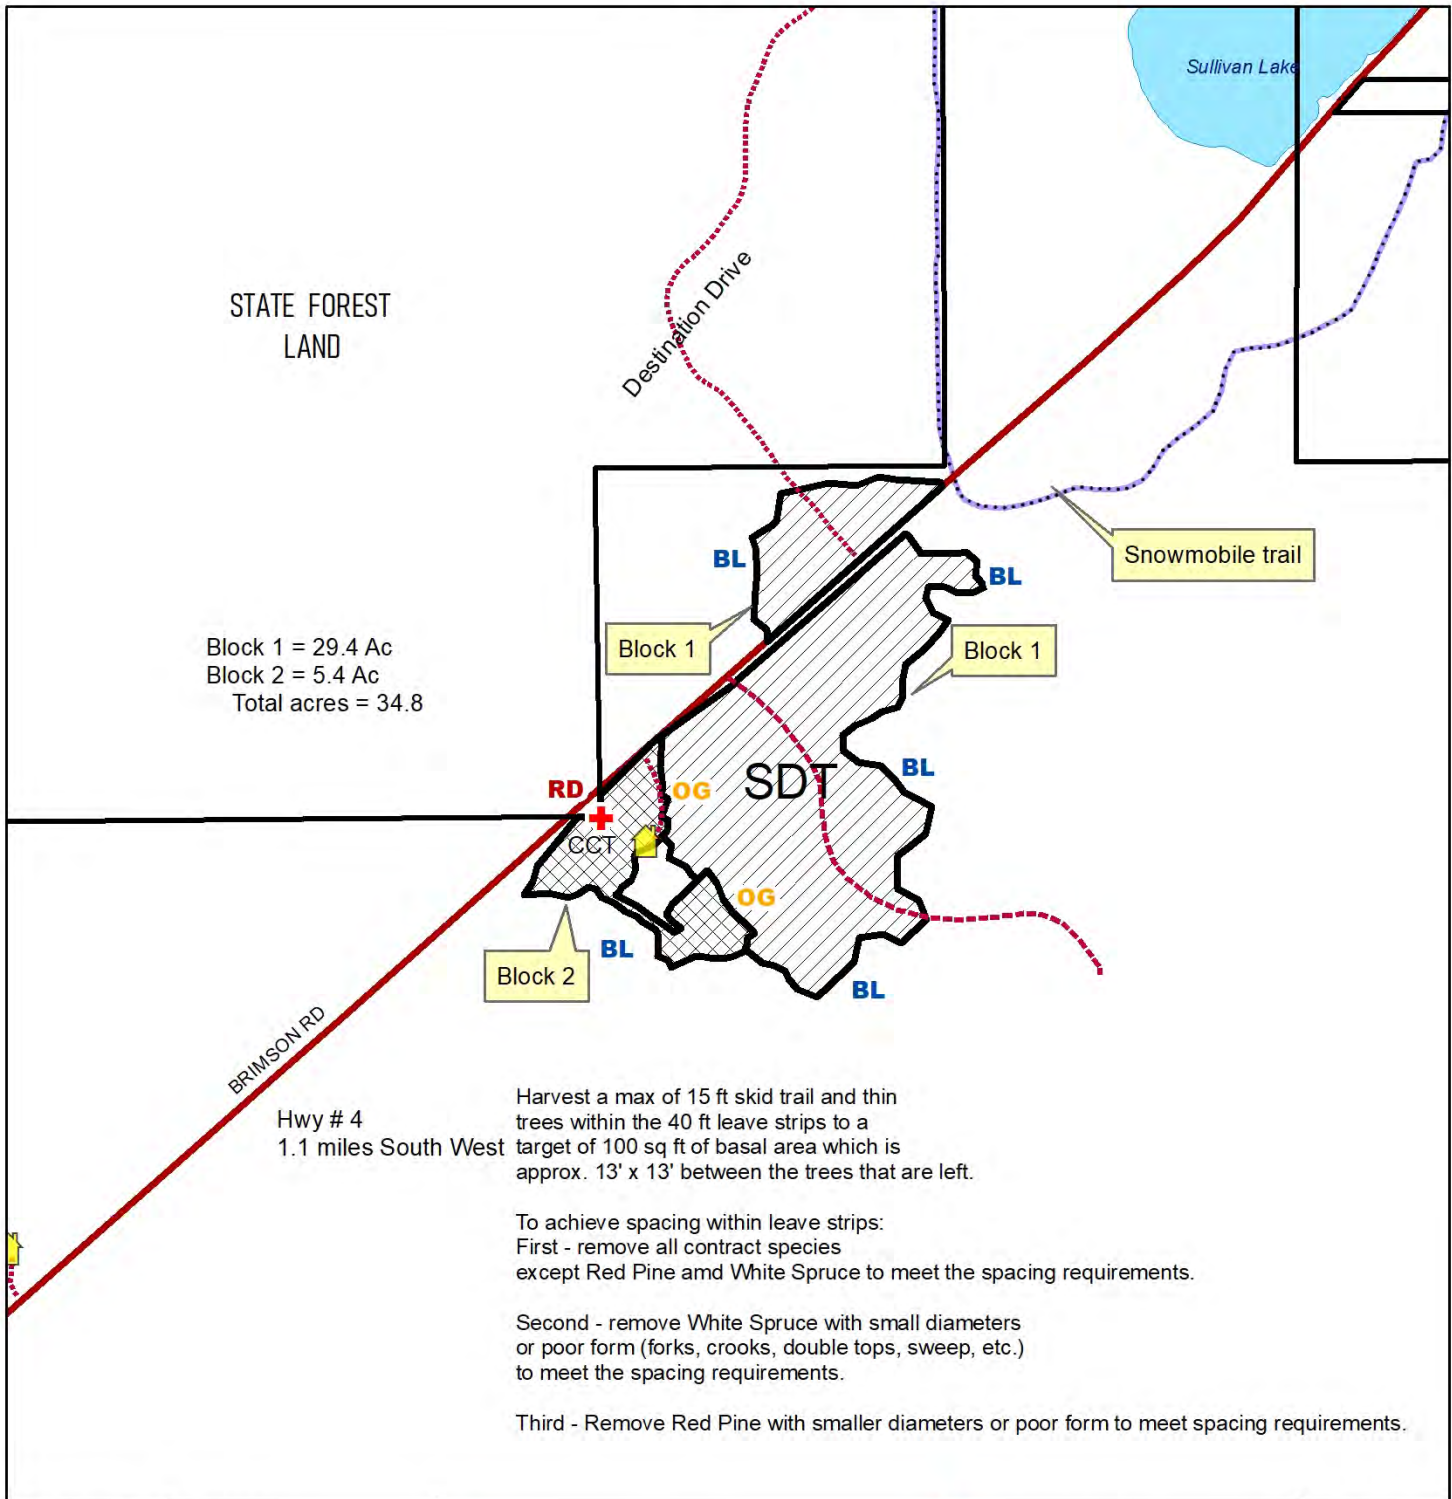 Sullivan Lake
STATE FOREST
LAND
Destination Drive
Snowmobile trail
BL
BL
Block 1
Block 1
Block 1 = 29.4 Ac
Block 2 = 5.4 Ac
Total acres = 34.8
SDT
BL
RD
OG
CCT
OG
BL
Block 2
BL
BRIMSON RD
Hwy # 4
1.1 miles South West
Harvest a max of 15 ft skid trail and thin
trees within the 40 ft leave strips to a
target of 100 sq ft of basal area which is
approx. 13' x 13' between the trees that are left.
To achieve spacing within leave strips:
First - remove all contract species
except Red Pine amd White Spruce to meet the spacing requirements.
Second - remove White Spruce with small diameters
or poor form (forks, crooks, double tops, sweep, etc.)
to meet the spacing requirements.
Third - Remove Red Pine with smaller diameters or poor form to meet spacing requirements.